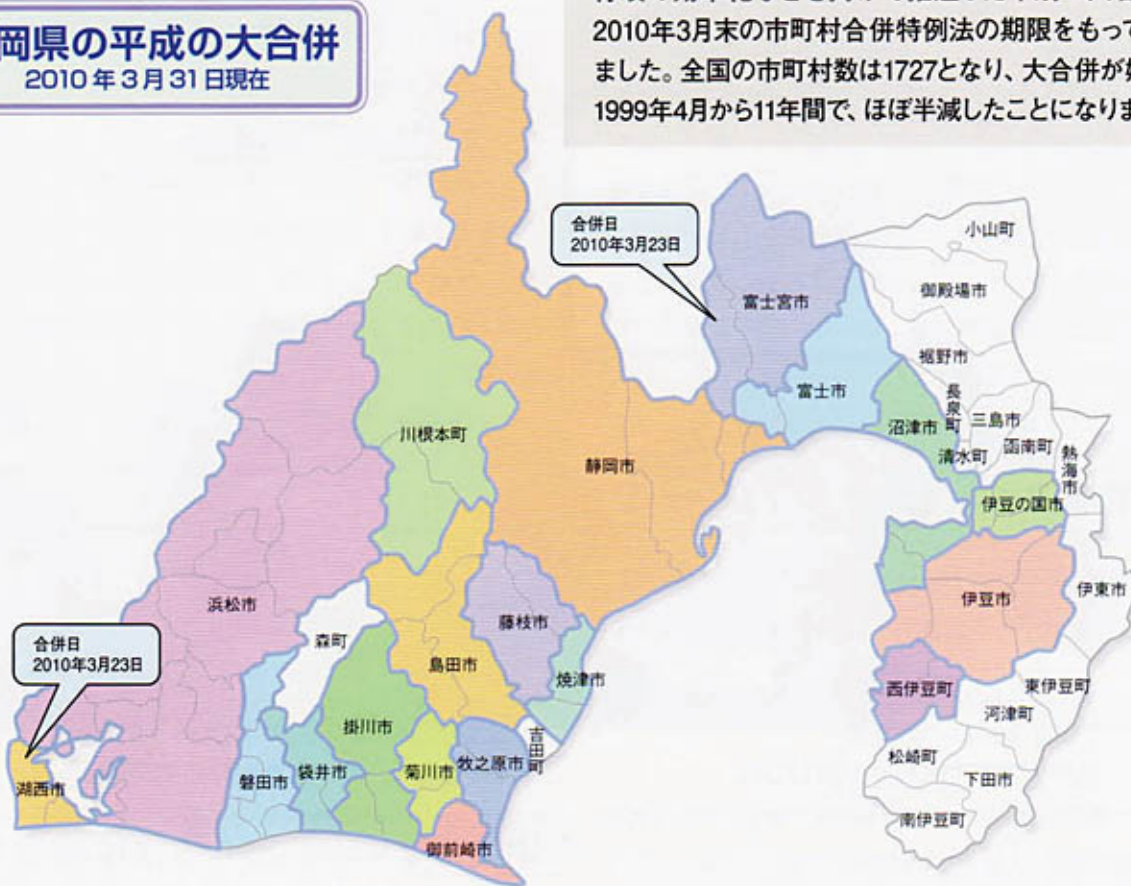 岡県の平成の大合併
2010年3月31日現在
2010年3月末の市町村合併特例法の期限をもって
ました。全国の市町村数は1727となり、大合併が
1999年4月から11年間で、ほぼ半減したことになりま
合併日
2010年3月23日
小山町
御殿場市
富士宮市
裾野市
富士市
長泉町
三島市
沼津市
函南町
清水町
熱海市
川根本町
静岡市
伊豆の国市
浜松市
伊豆市
伊東市
藤枝市
森町
合併日
2010年3月23日
島田市
焼津市
西伊豆町
東伊豆町
河津町
掛川市
吉田町
松崎町
湖西市
磐田市
袋井市
菊川市
牧之原市
下田市
南伊豆町
御前崎市